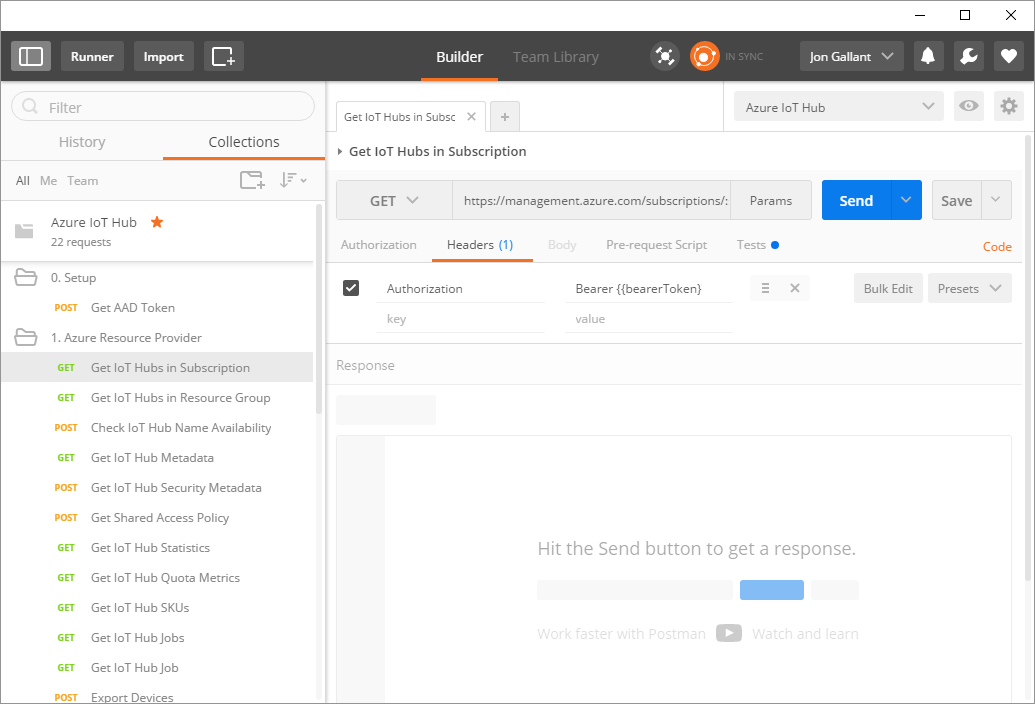 Runner Import Builder Team Library IN SYNC Jon Gallant
Filter
History Collections
All Me Team
Azure IoT Hub
22 requests
0. Setup
POST Get AAD Token
1. Azure Resource Provider
GET Get IoT Hubs in Subscription
GET Get IoT Hubs in Resource Group
POST Check IoT Hub Name Availability
GET Get IoT Hub Metadata
POST Get IoT Hub Security Metadata
POST Get Shared Access Policy
GET Get IoT Hub Statistics
GET Get IoT Hub Quota Metrics
GET Get IoT Hub SKUs
GET Get IoT Hub Jobs
GET Get IoT Hub Job
POST Export Devices
Get IoT Hubs in Subsc
Azure IoT Hub
Get IoT Hubs in Subscription
GET https://management.azure.com/subscriptions/: Params Send Save
Authorization Headers (1) Body Pre-request Script Tests Code
Authorization Bearer {{bearerToken} Bulk Edit Presets
key value
Response
Hit the Send button to get a response.
Work faster with Postman Watch and learn